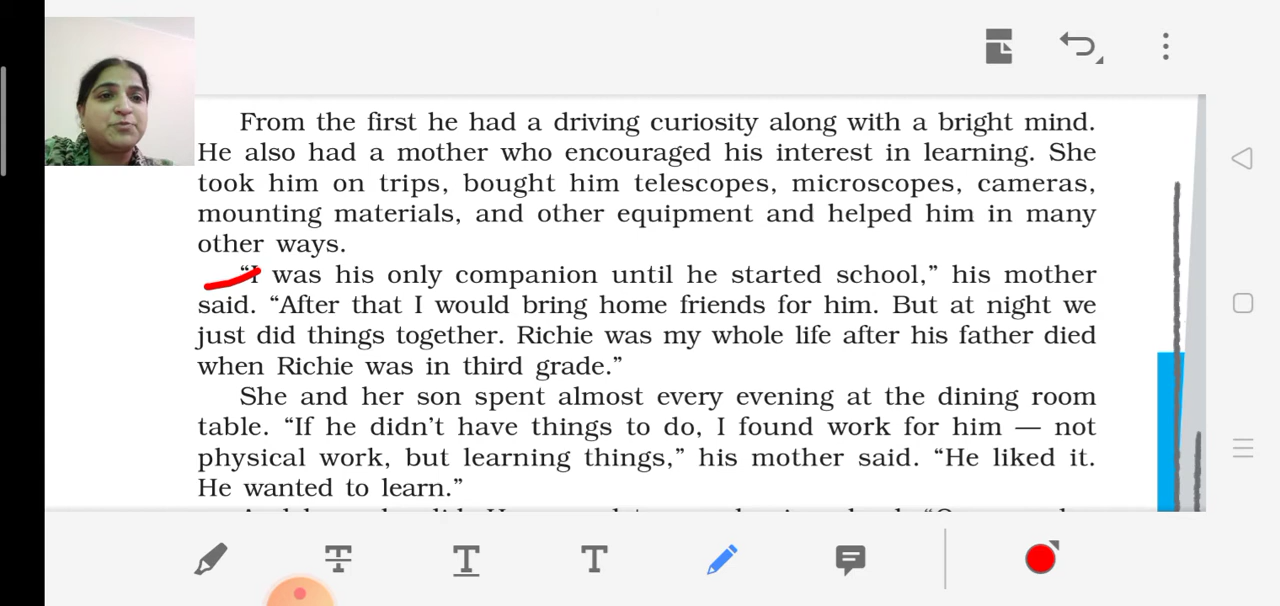 From the first he had a driving curiosity along with a bright mind.
He also had a mother who encouraged his interest in learning. She
took him on trips, bought him telescopes, microscopes, cameras,
mounting materials, and other equipment and helped him in many
other ways.
“I was his only companion until he started school,” his mother
said. “After that I would bring home friends for him. But at night we
just did things together. Richie was my whole life after his father died
when Richie was in third grade.”
She and her son spent almost every evening at the dining room
table. “If he didn’t have things to do, I found work for him — not
physical work, but learning things,” his mother said. “He liked it.
He wanted to learn.”